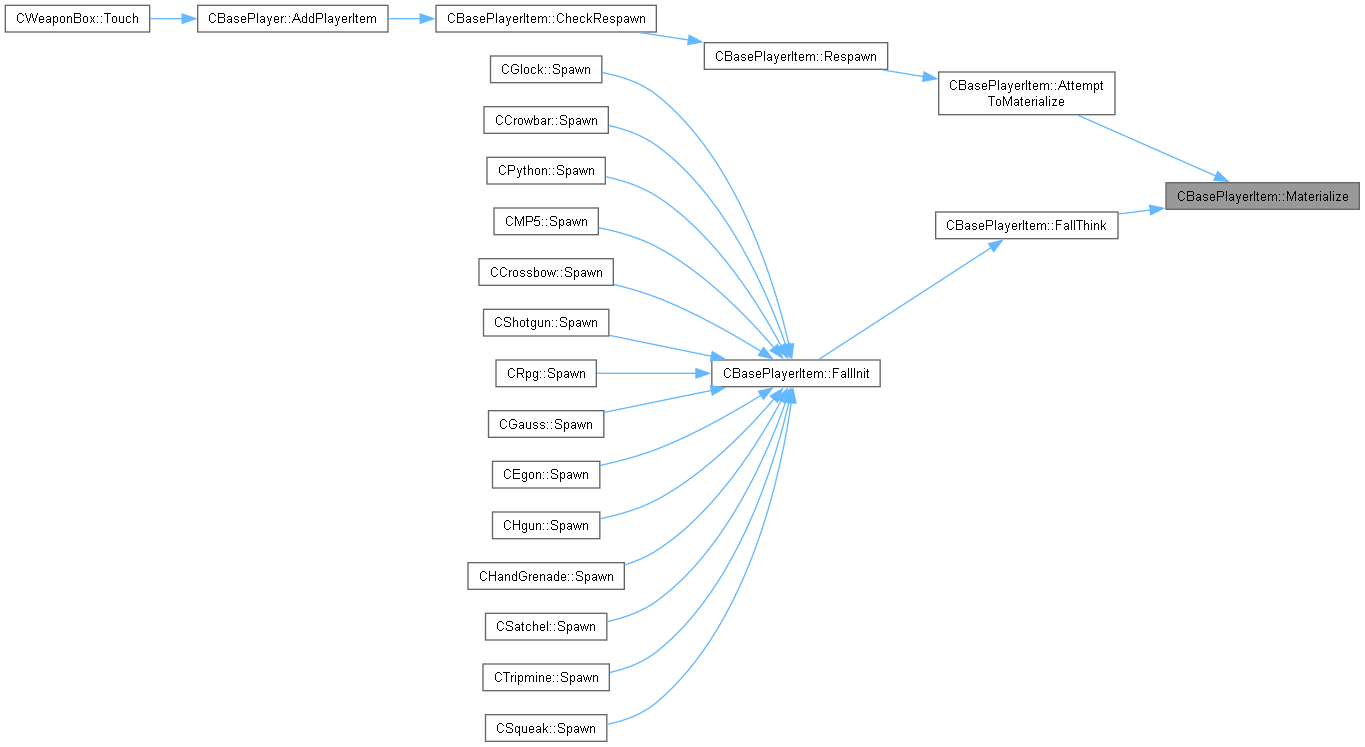 CWeaponBox::Touch
CBasePlayer::AddPlayerItem
CBasePlayerItem::CheckRespawn
CBasePlayerItem::Respawn
CBasePlayerItem::Attempt
ToMaterialize
CBasePlayerItem::Materialize
CBasePlayerItem::FallThink
CBasePlayerItem::FallInit
CGlock::Spawn
CCrowbar::Spawn
CPython::Spawn
CMP5::Spawn
CCrossbow::Spawn
CShotgun::Spawn
CRpg::Spawn
CGauss::Spawn
CEgon::Spawn
CHgun::Spawn
CHandGrenade::Spawn
CSatchel::Spawn
CTripmine::Spawn
CSqueak::Spawn